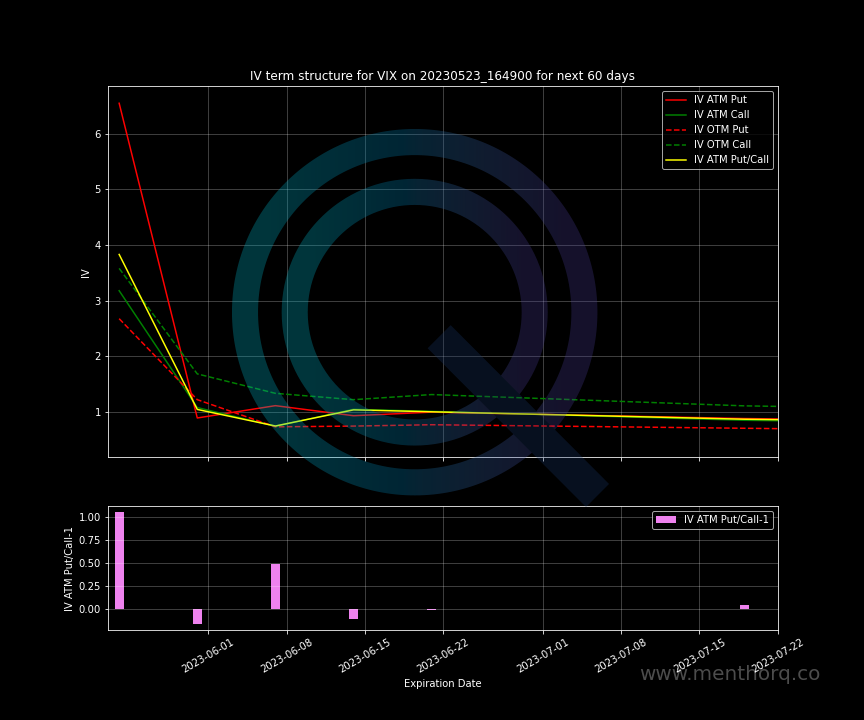 IV term structure for VIX on 20230523_164900 for next 60 days
IV ATM Put
IV ATM Call
IV OTM Put
IV OTM Call
IV ATM Put/Call
6
5
4
3
2
1
IV
IV ATM Put/Call-1
1.00
0.75
0.50
0.25
0.00
IV ATM Put/Call-1
2023-06-01
2023-06-08
2023-06-15
2023-06-22
2023-07-01
2023-07-08
2023-07-15
2023-07-22
Expiration Date
www.menthorq.co